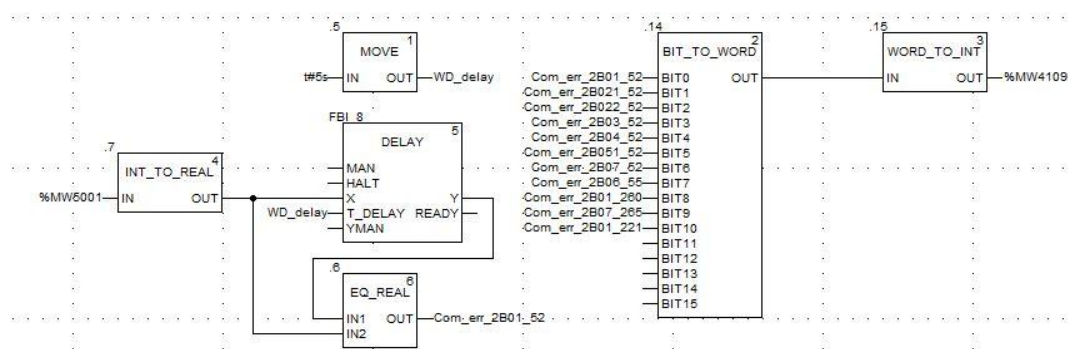 .5
1
MOVE
t#5s IN OUT WD_delay
FBI_8
5
DELAY
MAN
HALT
X Y
WD_delay T_DELAY READY
YMAN
.7
4
INT_TO_REAL
%MW5001 IN OUT
.6
6
EQ_REAL
IN1 OUT Com_err_2B01_52
IN2
.14
2
BIT_TO_WORD
Com_err_2B01_52 BIT0 OUT
Com_err_2B021_52 BIT1
Com_err_2B022_52 BIT2
Com_err_2B03_52 BIT3
Com_err_2B04_52 BIT4
Com_err_2B051_52 BIT5
Com_err_2B07_52 BIT6
Com_err_2B06_55 BIT7
Com_err_2B01_260 BIT8
Com_err_2B07_265 BIT9
Com_err_2B01_221 BIT10
BIT11
BIT12
BIT13
BIT14
BIT15
.15
3
WORD_TO_INT
IN OUT %MW4109